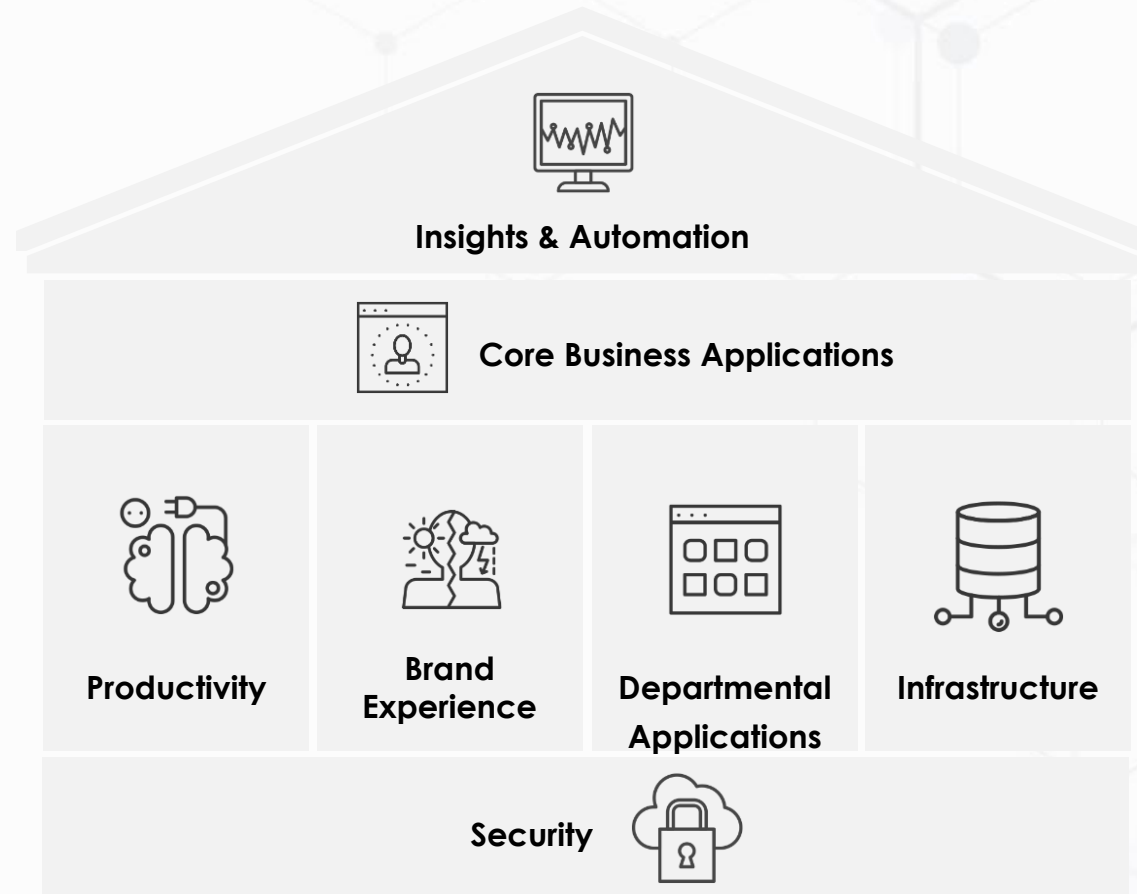 Insights & Automation
Core Business Applications
Productivity
Brand
Experience
Departmental
Applications
Infrastructure
Security